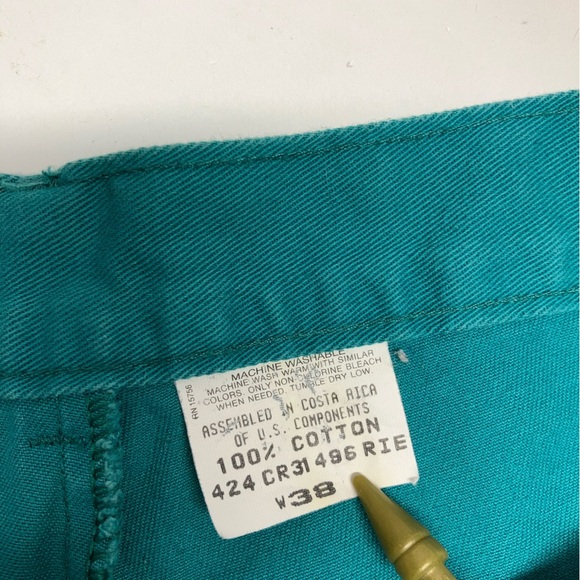 MACHINE WASHABLE
MACHINE WASH WARM WITH SIMILAR
COLORS. ONLY NON-CHLORINE BLEACH
WHEN NEEDED. TUMBLE DRY LOW.
RN 15756
ASSEMBLED IN COSTA RICA
OF U.S. COMPONENTS
100% COTTON
424 CR31496 RIE
W38